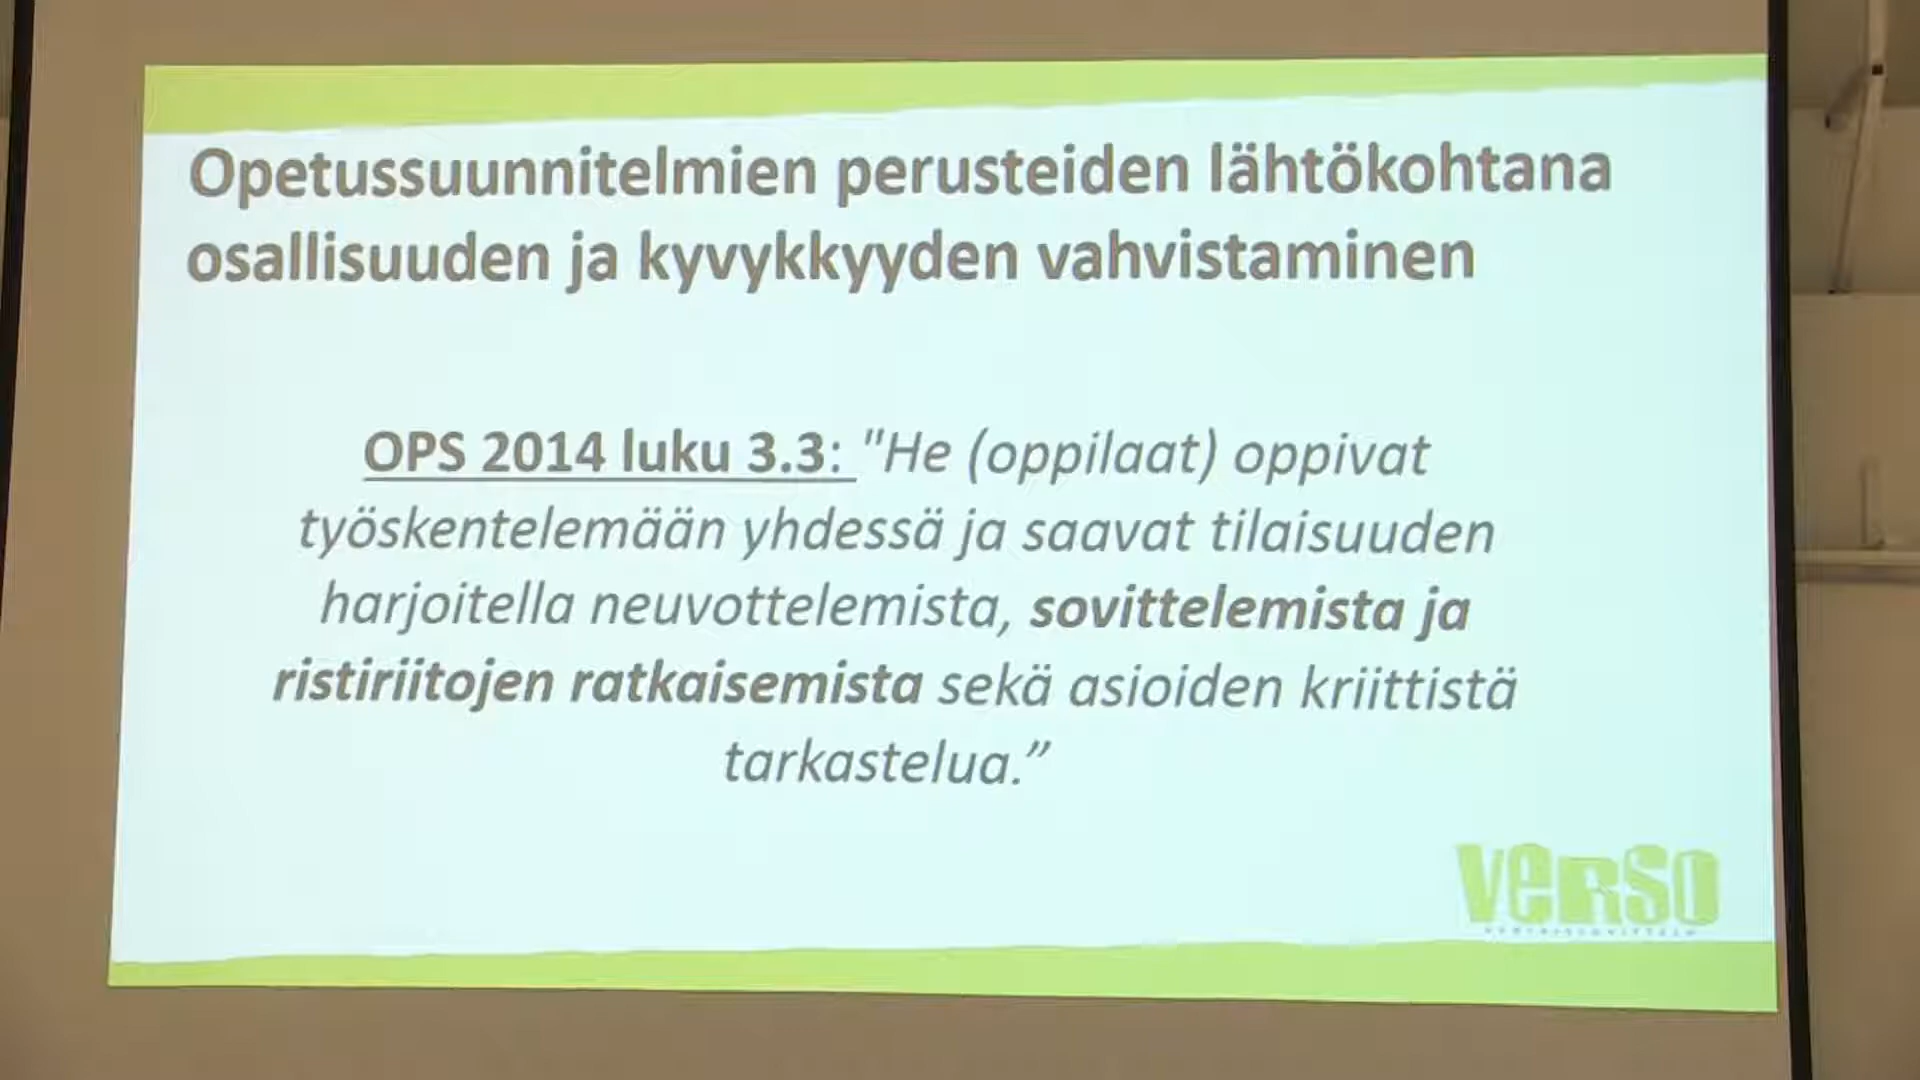 Opetussuunnitelmien perusteiden lähtökohtana
osallisuuden ja kyvykkyyden vahvistaminen
OPS 2014 luku 3.3: "He (oppilaat) oppivat
työskentelemään yhdessä ja saavat tilaisuuden
harjoitella neuvottelemista, sovittelemista ja
ristiriitojen ratkaisemista sekä asioiden kriittistä
tarkastelua.”
VERSO